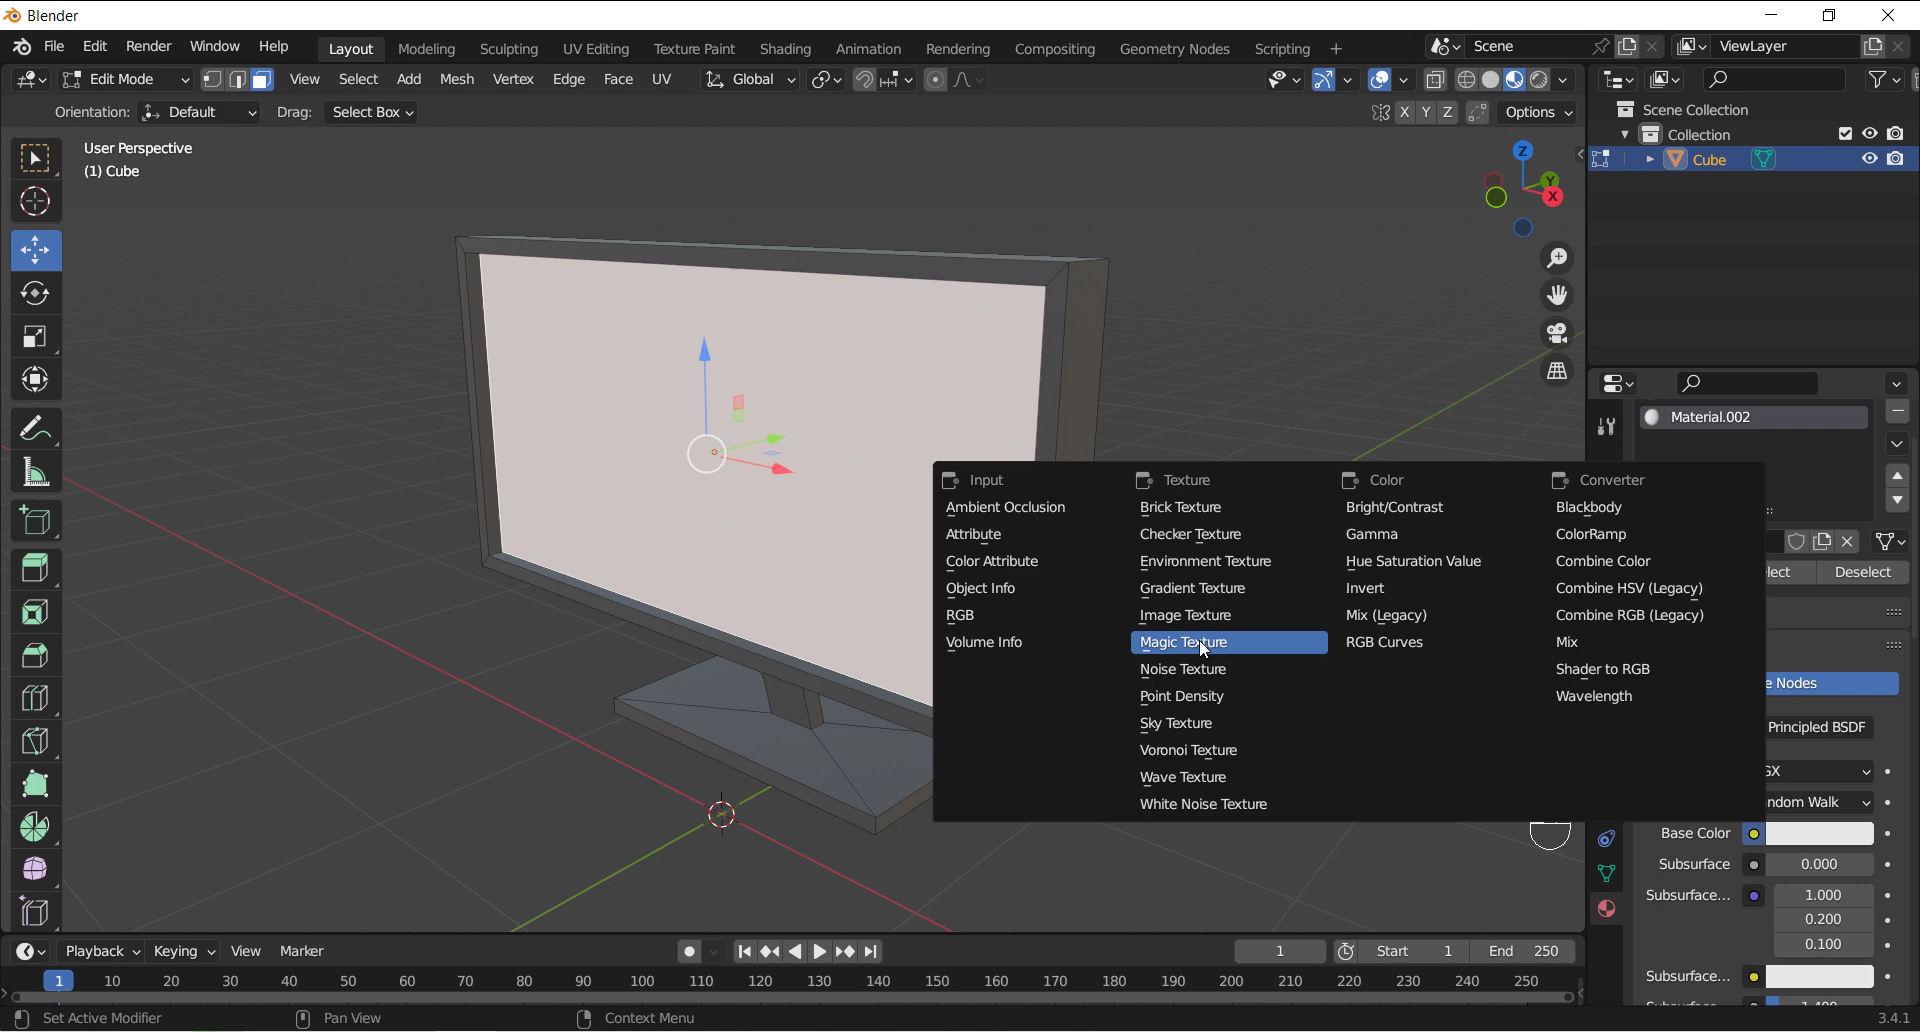 Blender
File Edit Render Window Help Layout Modeling Sculpting UV Editing Texture Paint Shading Animation Rendering Compositing Geometry Nodes Scripting + Scene ViewLayer
Edit Mode View Select Add Mesh Vertex Edge Face UV Global
Orientation: Default Drag: Select Box X Y Z Options
User Perspective
(1) Cube
Z
Y
X
Scene Collection
Collection
Cube
Material.002
Input Texture Color Converter
Ambient Occlusion Brick Texture Bright/Contrast Blackbody
Attribute Checker Texture Gamma ColorRamp
Color Attribute Environment Texture Hue Saturation Value Combine Color
Object Info Gradient Texture Invert Combine HSV (Legacy)
RGB Image Texture Mix (Legacy) Combine RGB (Legacy)
Volume Info Magic Texture RGB Curves Mix
Noise Texture Shader to RGB
Point Density Wavelength
Sky Texture
Voronoi Texture
Wave Texture
White Noise Texture
lect Deselect
e Nodes
Principled BSDF
GX
ndom Walk
Base Color
Subsurface 0.000
Subsurface... 1.000
0.200
0.100
Subsurface...
Playback Keying View Marker 1 Start 1 End 250
1 10 20 30 40 50 60 70 80 90 100 110 120 130 140 150 160 170 180 190 200 210 220 230 240 250
Set Active Modifier Pan View Context Menu 3.4.1